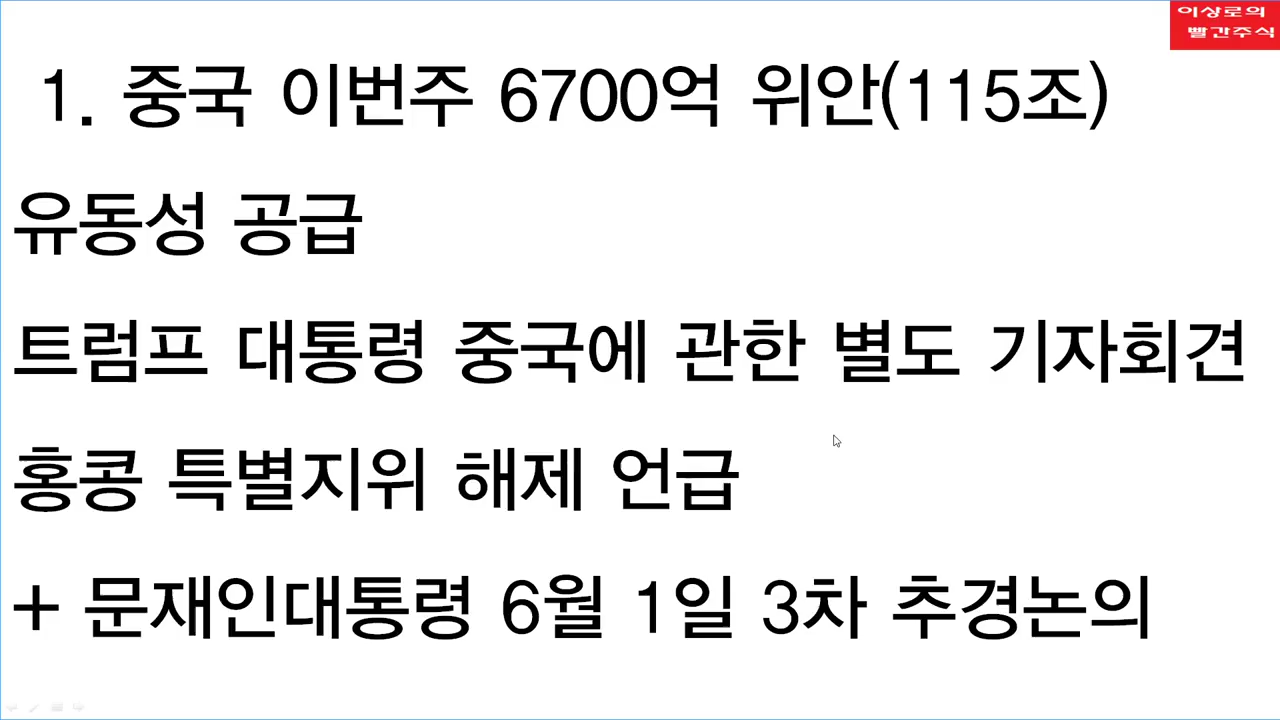 이상로의
빨간주식
1. 중국 이번주 6700억 위안(115조)
유동성 공급
트럼프 대통령 중국에 관한 별도 기자회견
홍콩 특별지위 해제 언급
+ 문재인대통령 6월 1일 3차 추경논의